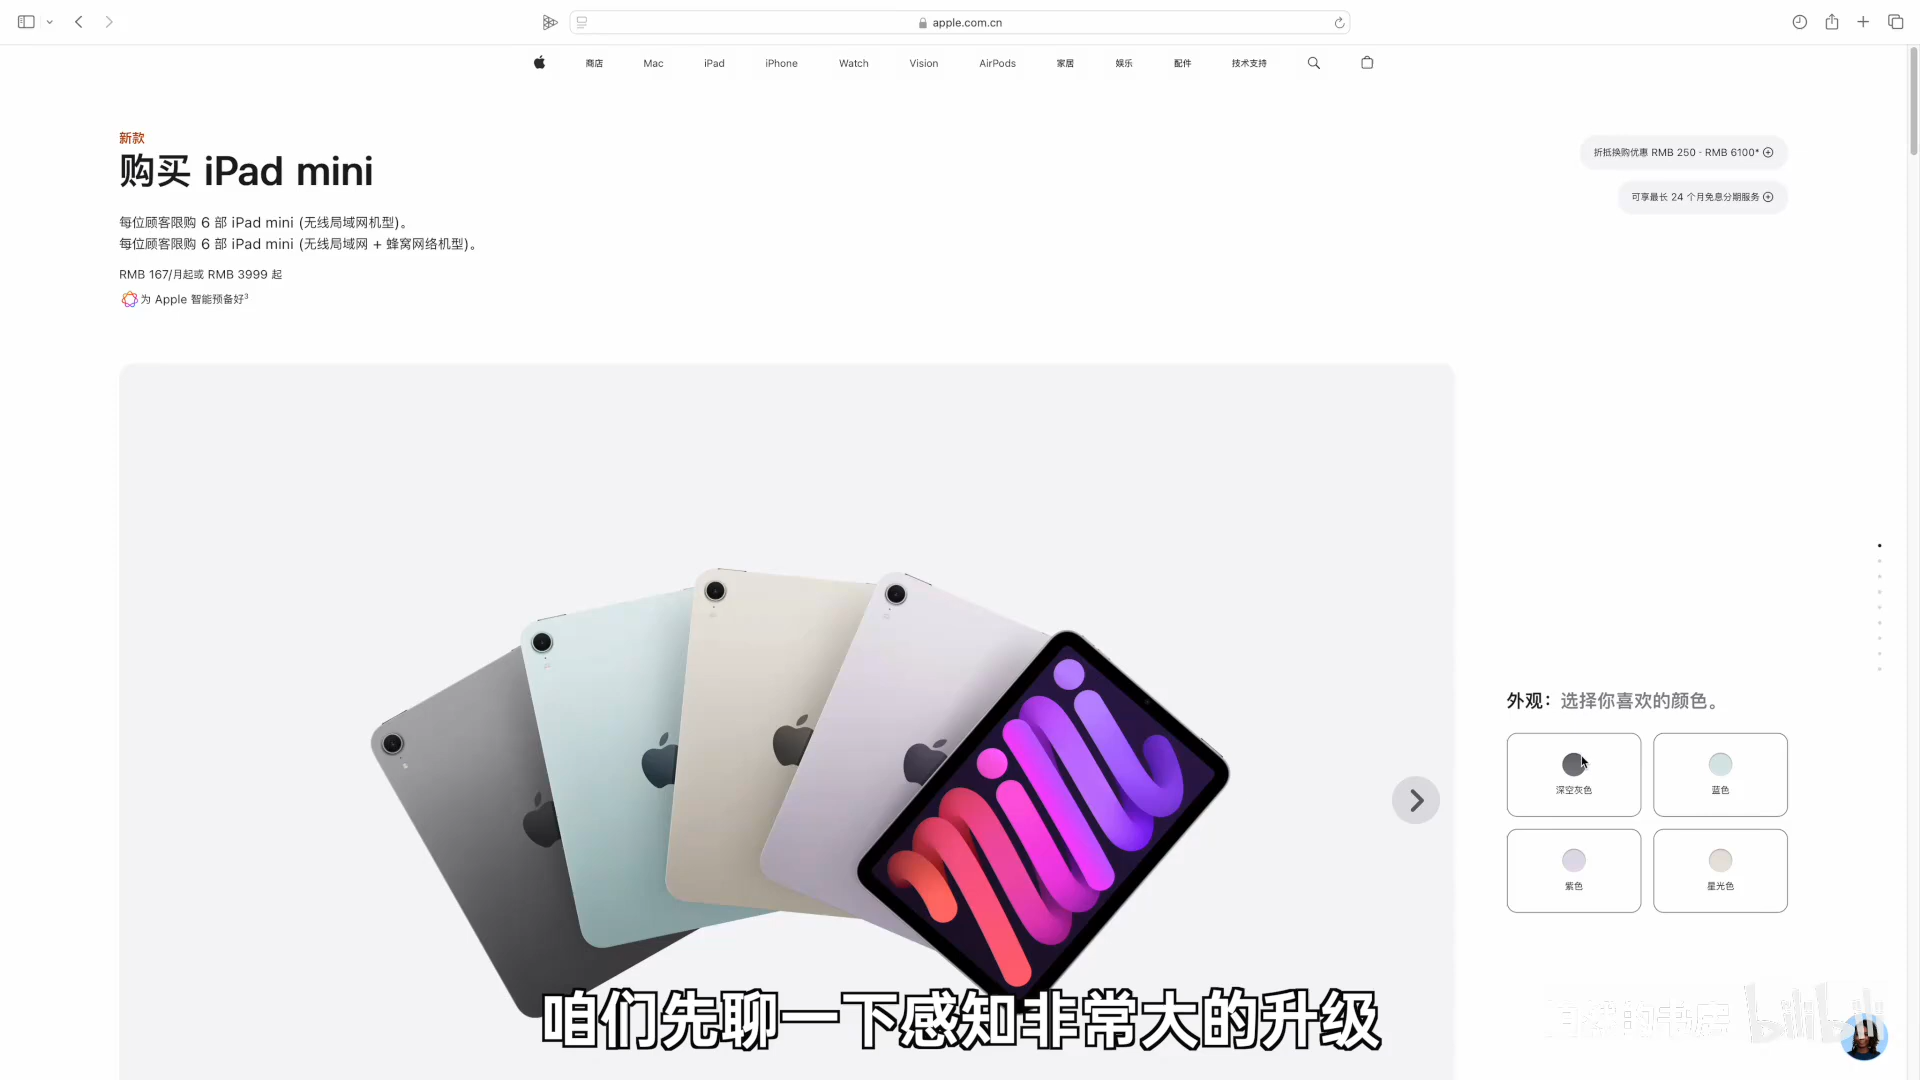 apple.com.cn
商店 Mac iPad iPhone Watch Vision AirPods 家居 娱乐 配件 技术支持
新款
购买 iPad mini
折抵换购优惠 RMB 250 - RMB 6100*
可享最长 24 个月免息分期服务
每位顾客限购 6 部 iPad mini (无线局域网机型)。
每位顾客限购 6 部 iPad mini (无线局域网 + 蜂窝网络机型)。
RMB 167/月起或 RMB 3999 起
为 Apple 智能预备好³
外观：选择你喜欢的颜色。
深空灰色
蓝色
紫色
星光色
咱们先聊一下感知非常大的升级
bilibili